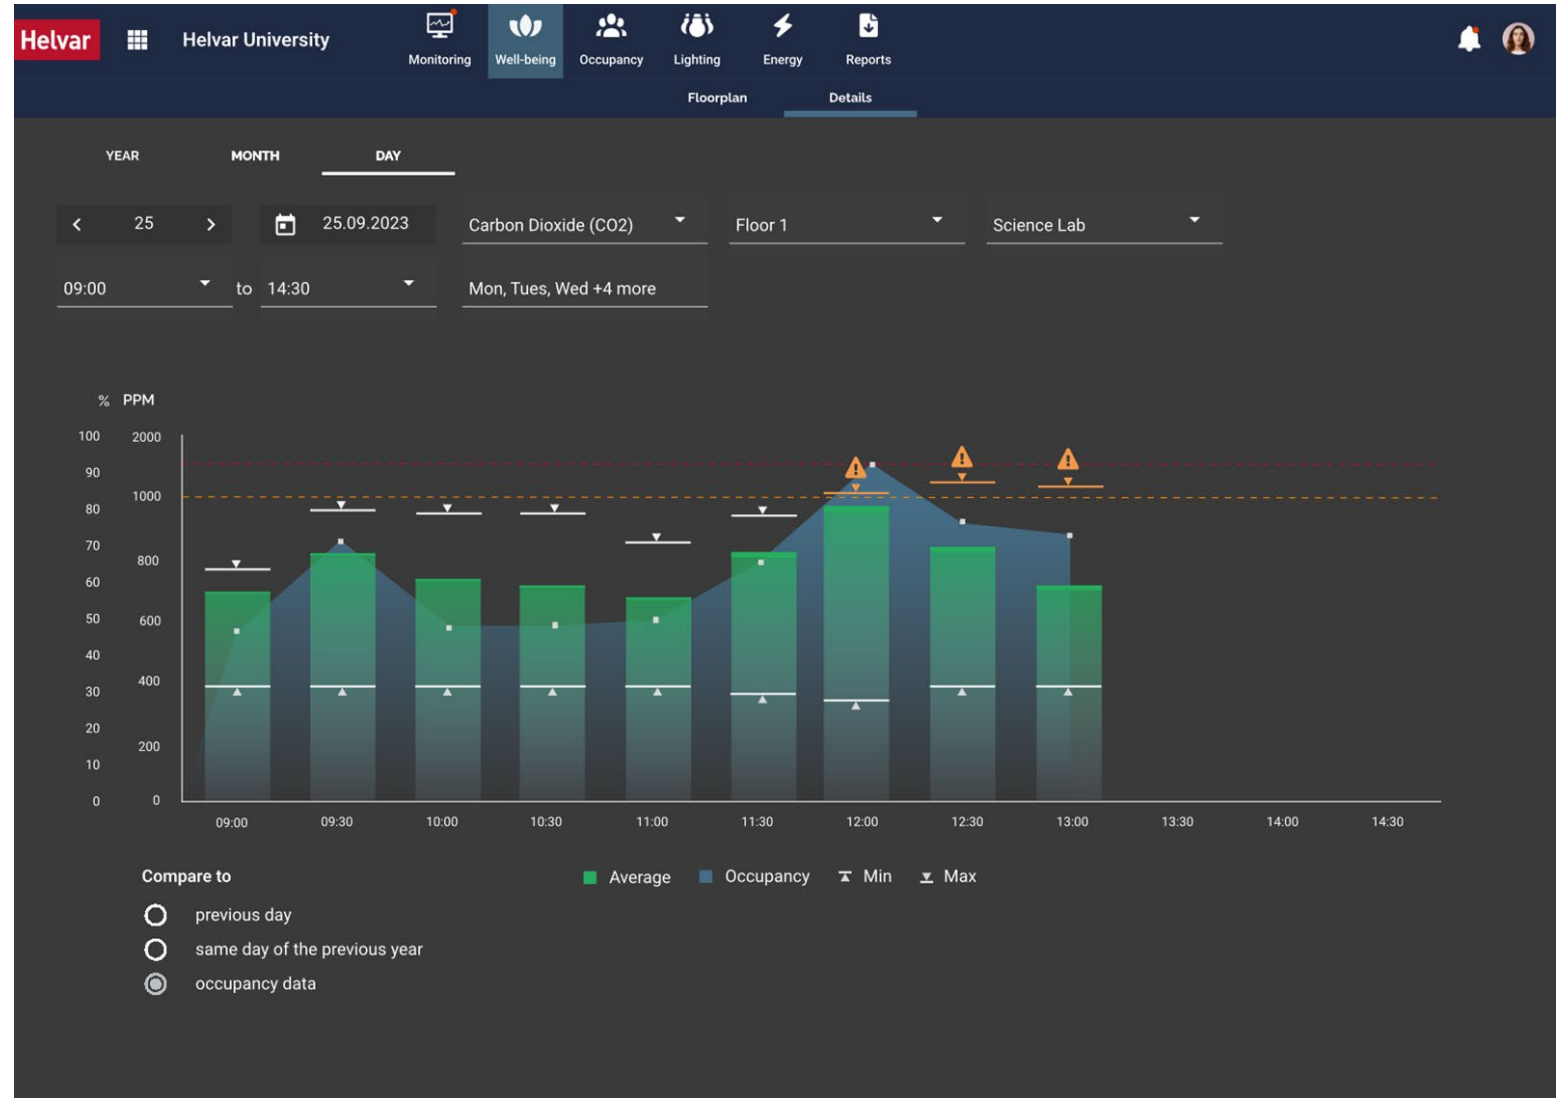 Helvar
Helvar University
Monitoring
Well-being
Occupancy
Lighting
Energy
Reports
Floorplan
Details
YEAR
MONTH
DAY
25
25.09.2023
Carbon Dioxide (CO2)
Floor 1
Science Lab
09:00
to
14:30
Mon, Tues, Wed +4 more
% PPM
100 2000
90
1000
80
70
800
60
50 600
40
400
30
20
200
10
0 0
09:00 09:30 10:00 10:30 11:00 11:30 12:00 12:30 13:00 13:30 14:00 14:30
Compare to
Average Occupancy Min Max
previous day
same day of the previous year
occupancy data